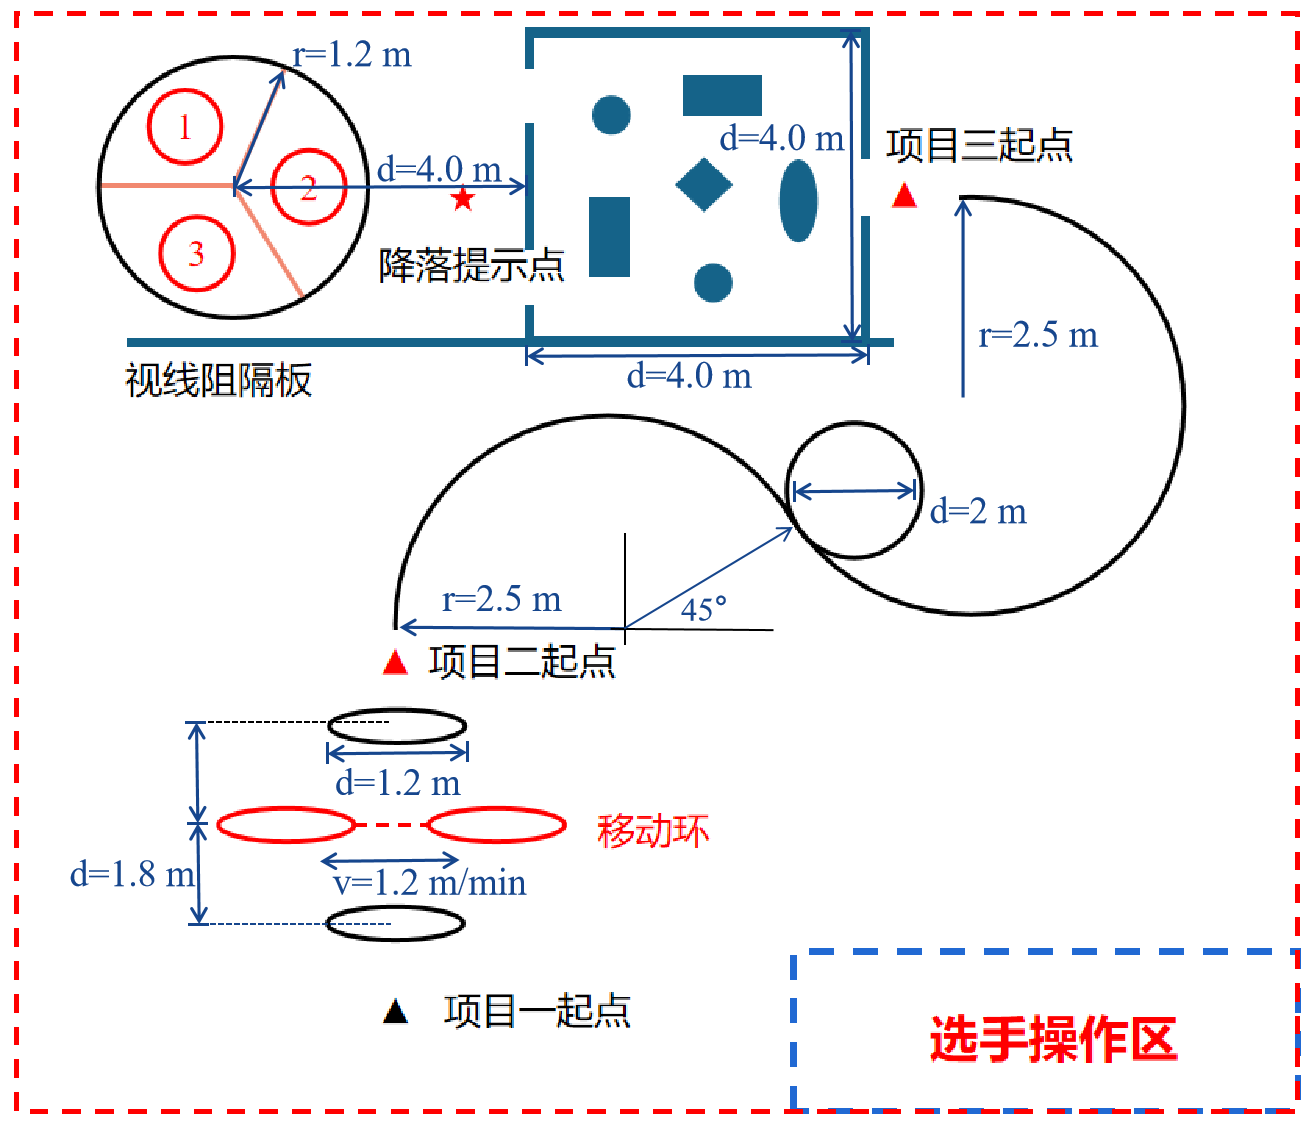 r=1.2 m
1
d=4.0 m
2
3
降落提示点
d=4.0 m
项目三起点
视线阻隔板
d=4.0 m
r=2.5 m
d=2 m
r=2.5 m
45°
项目二起点
d=1.2 m
移动环
d=1.8 m
v=1.2 m/min
项目一起点
选手操作区